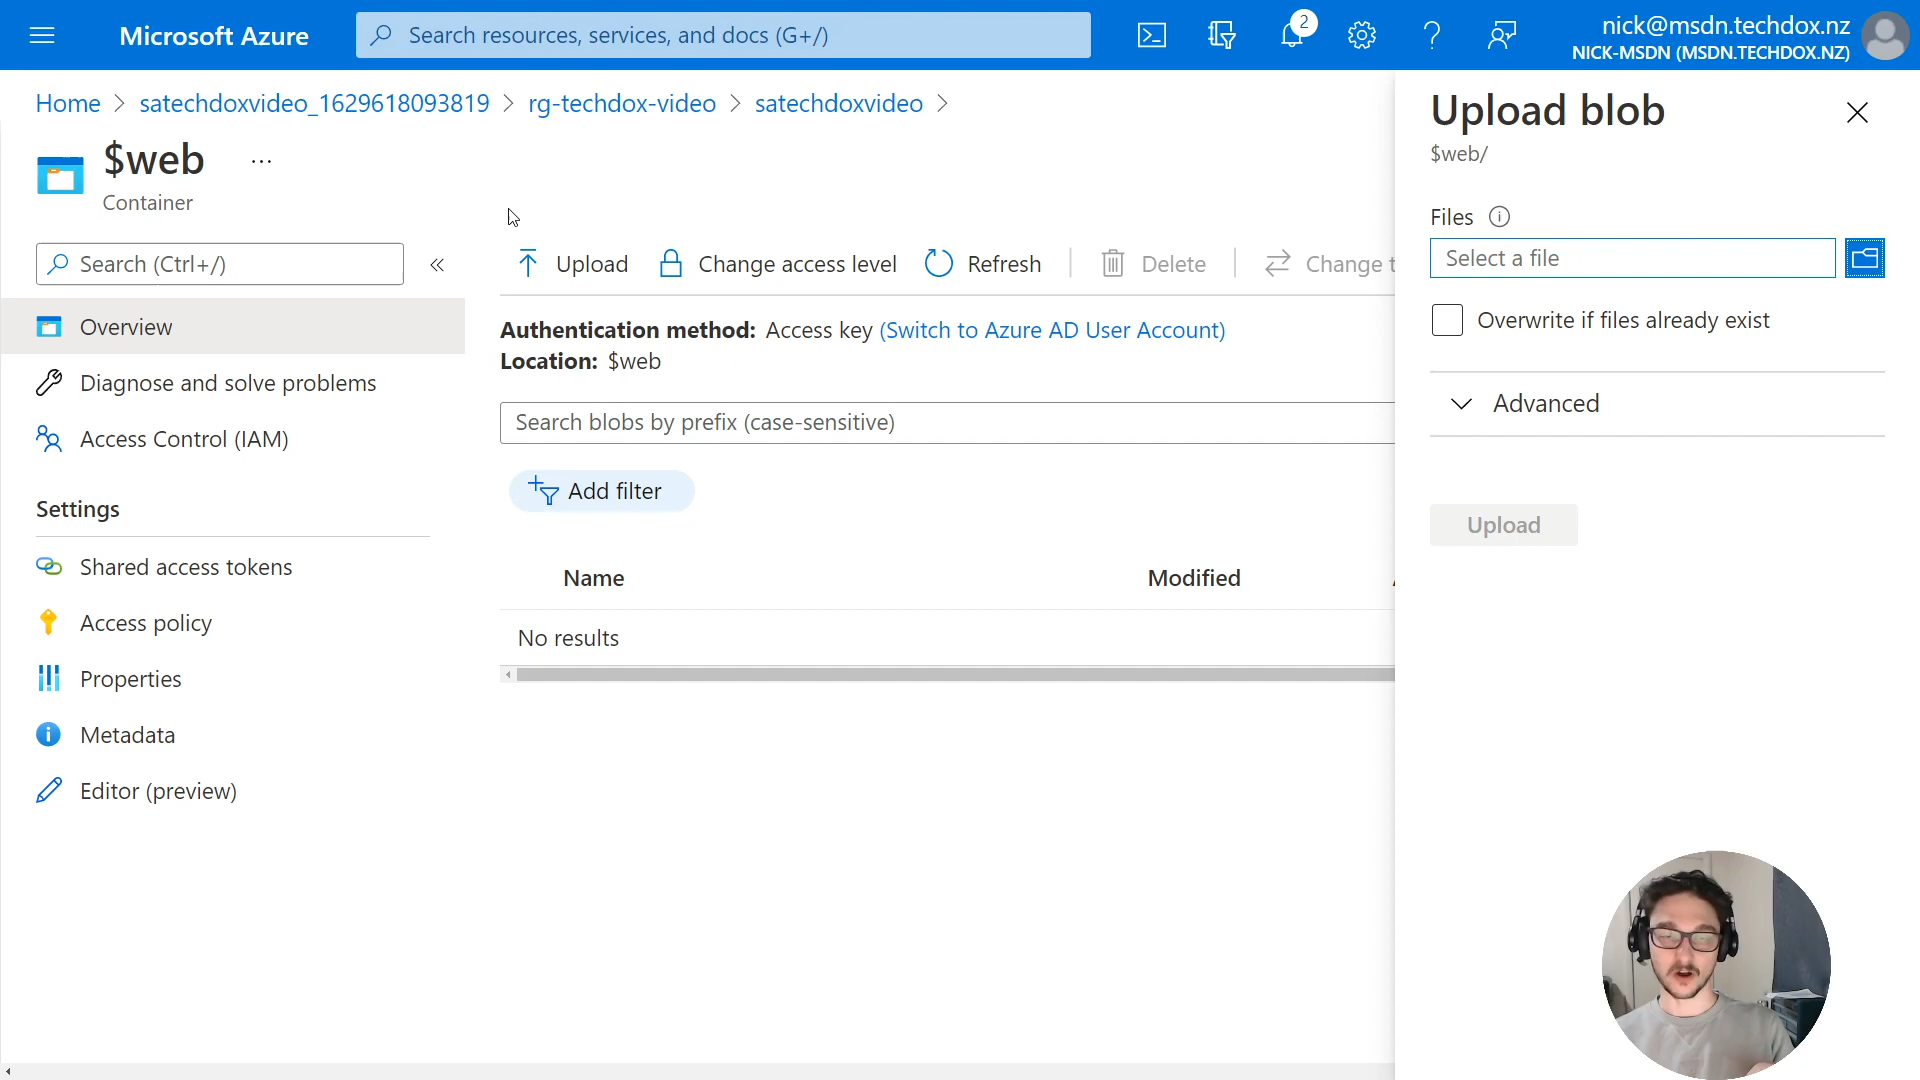 Microsoft Azure
Search resources, services, and docs (G+/)
2
nick@msdn.techdox.nz
NICK-MSDN (MSDN.TECHDOX.NZ)
Home > satechdoxvideo_1629618093819 > rg-techdox-video > satechdoxvideo >
$web
...
Container
Search (Ctrl+/)
«
Overview
Diagnose and solve problems
Access Control (IAM)
Settings
Shared access tokens
Access policy
Properties
Metadata
Editor (preview)
Upload
Change access level
Refresh
Delete
Change t
Authentication method: Access key (Switch to Azure AD User Account)
Location: $web
Search blobs by prefix (case-sensitive)
Add filter
Name
Modified
No results
Upload blob
$web/
Files
Select a file
Overwrite if files already exist
Advanced
Upload